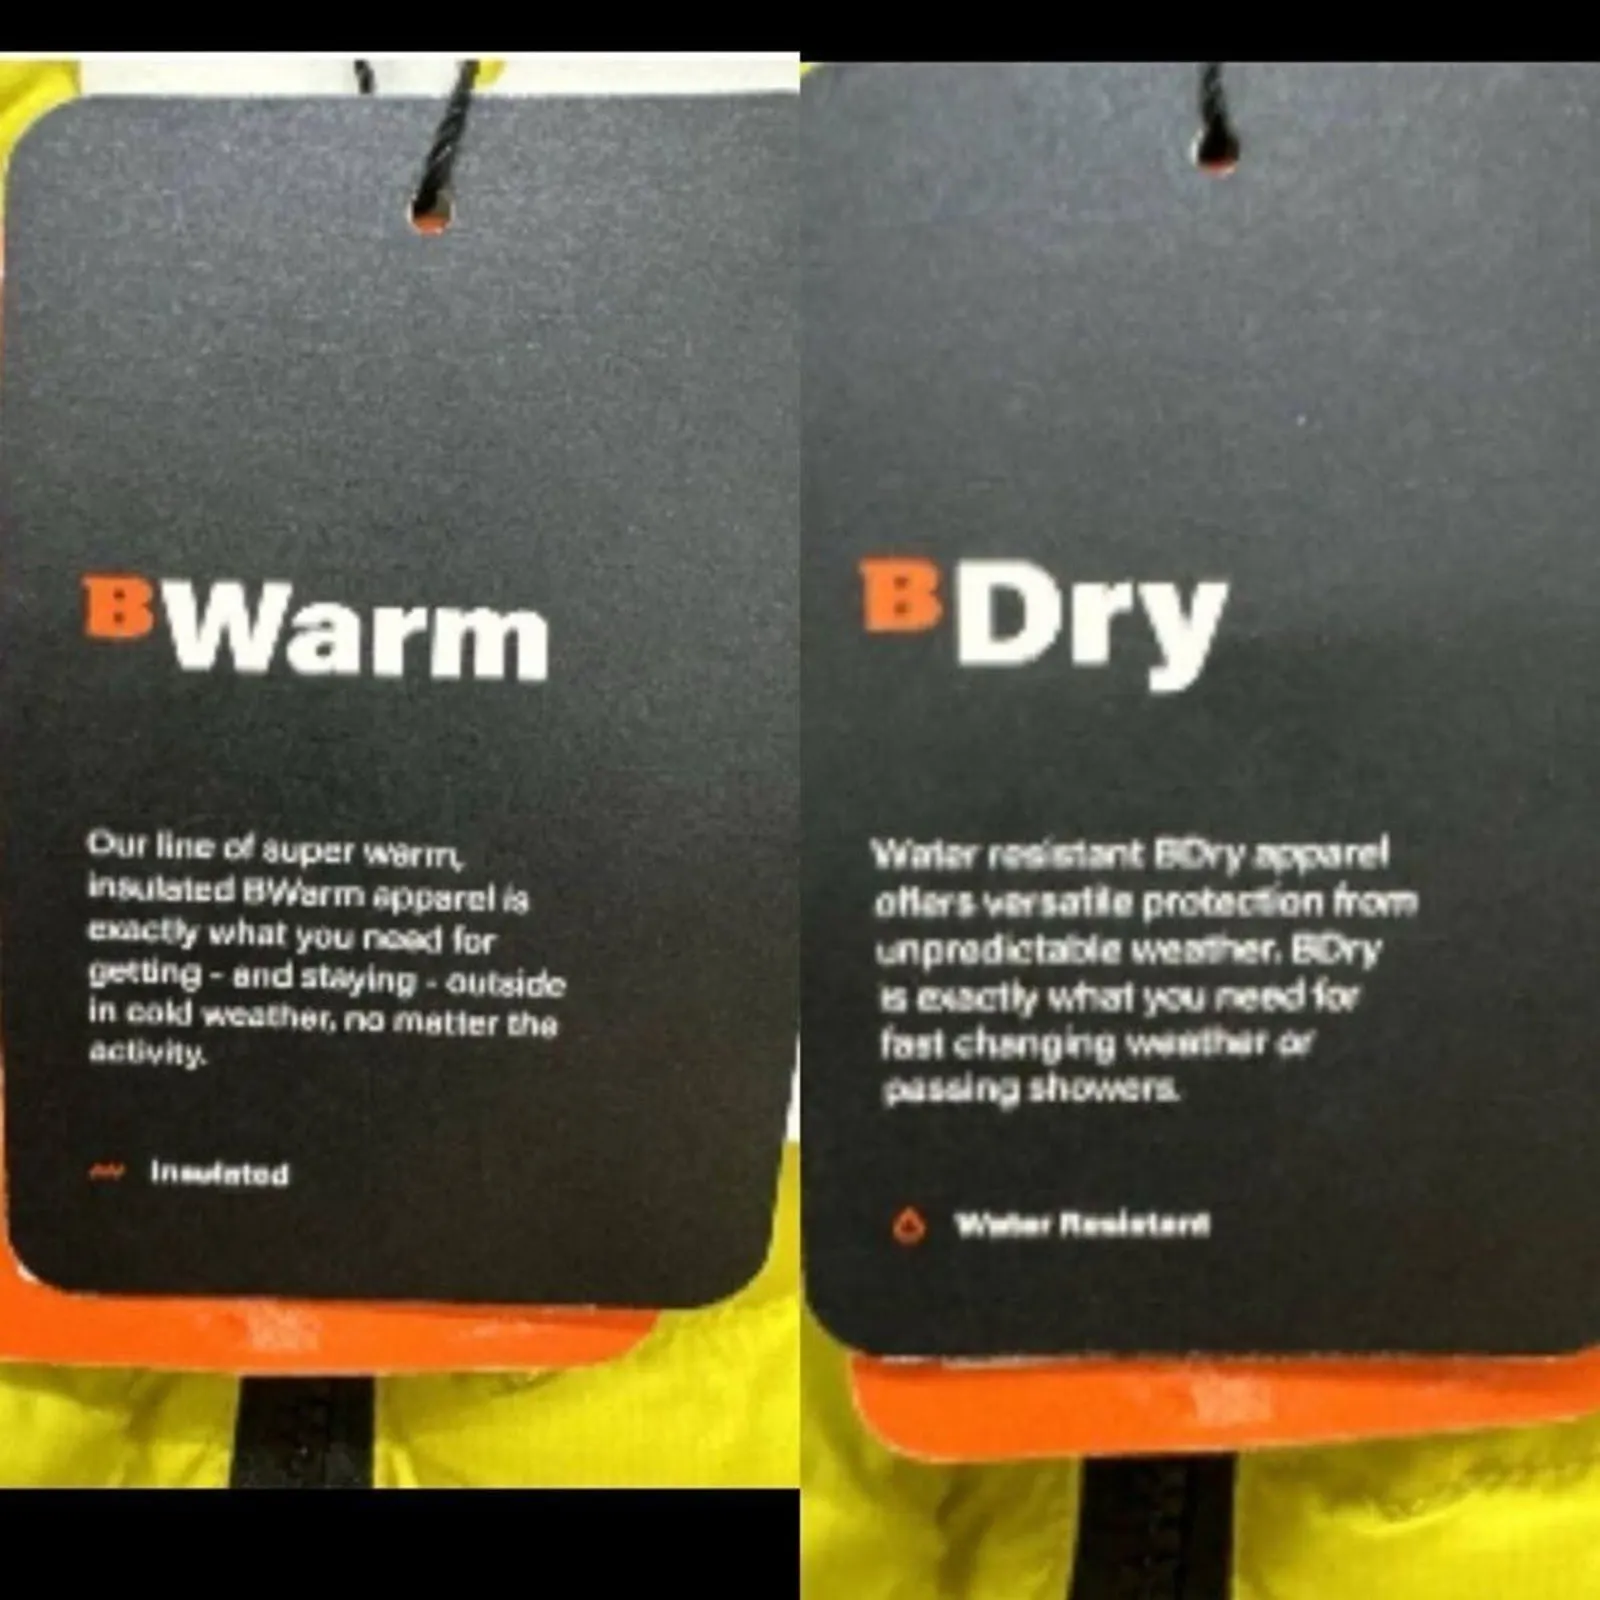 BWarm
Our line of super warm,
insulated BWarm apparel is
exactly what you need for
getting - and staying - outside
in cold weather, no matter the
activity.
Insulated
BDry
Water resistant BDry apparel
offers versatile protection from
unpredictable weather. BDry
is exactly what you need for
fast changing weather or
passing showers.
Water Resistant